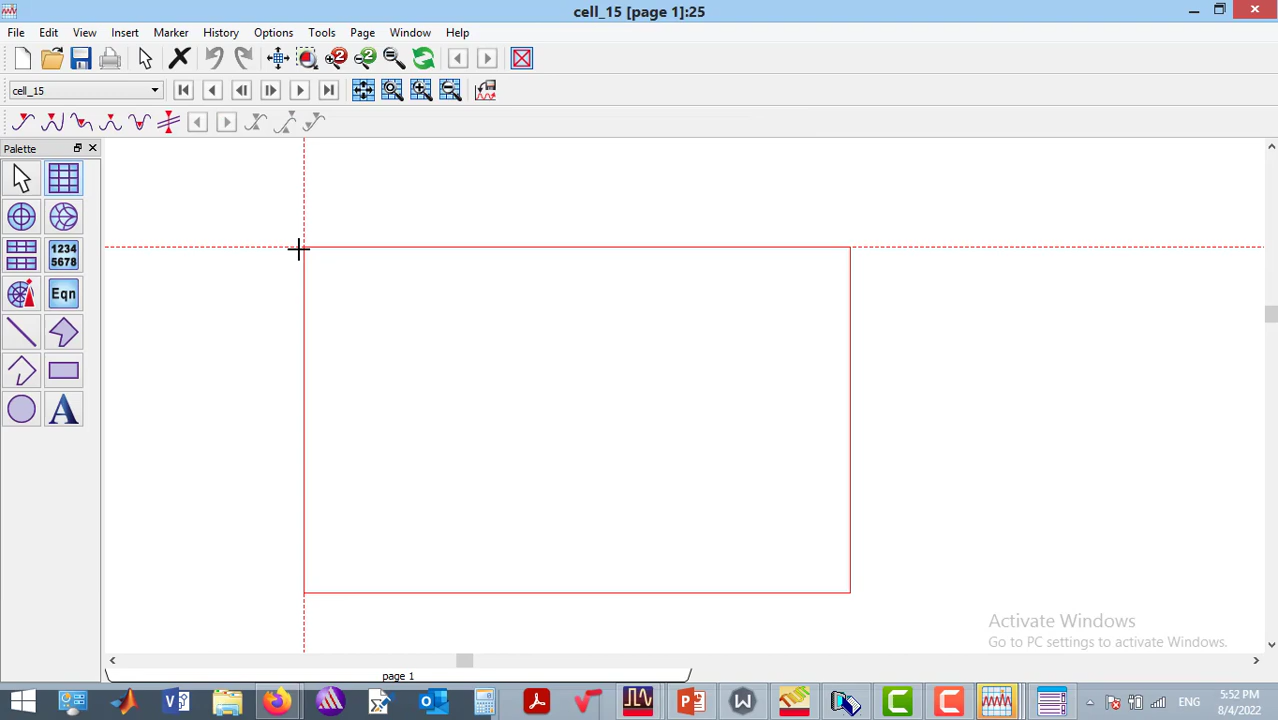 cell_15 [page 1]:25
File Edit View Insert Marker History Options Tools Page Window Help
cell_15
Palette
1234
5678
Eqn
A
Activate Windows
Go to PC settings to activate Windows.
page 1
ENG
5:52 PM
8/4/2022